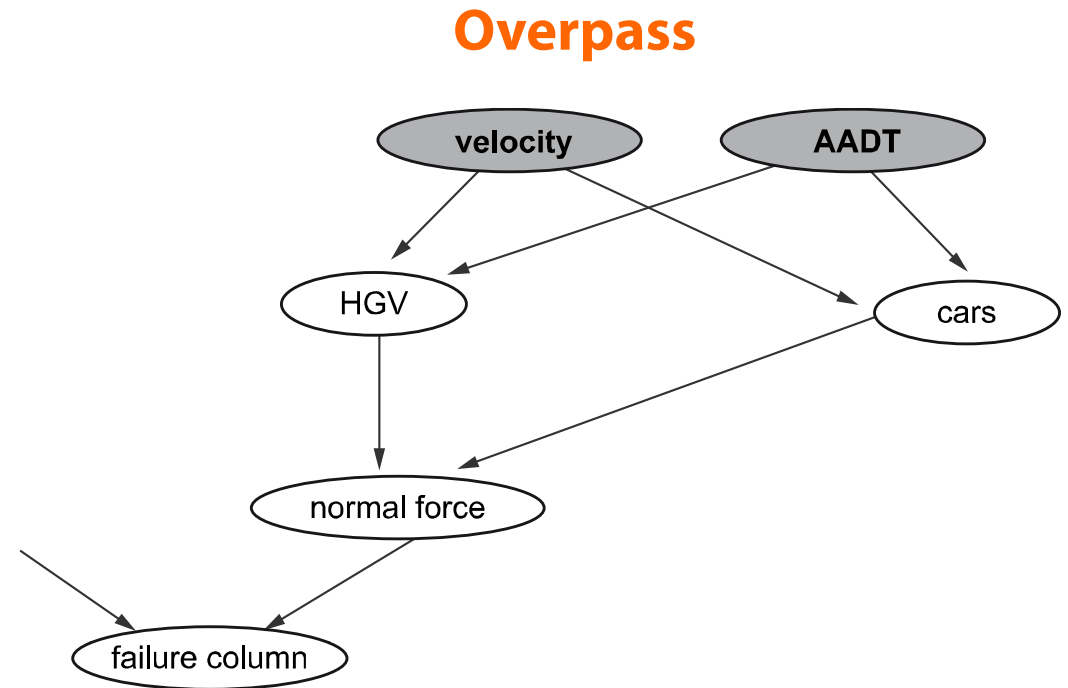 Overpass
velocity
AADT
HGV
cars
normal force
failure column